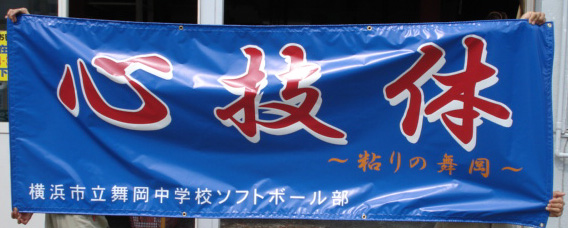 心技体
～粘りの舞岡～
横浜市立舞岡中学校ソフトボール部